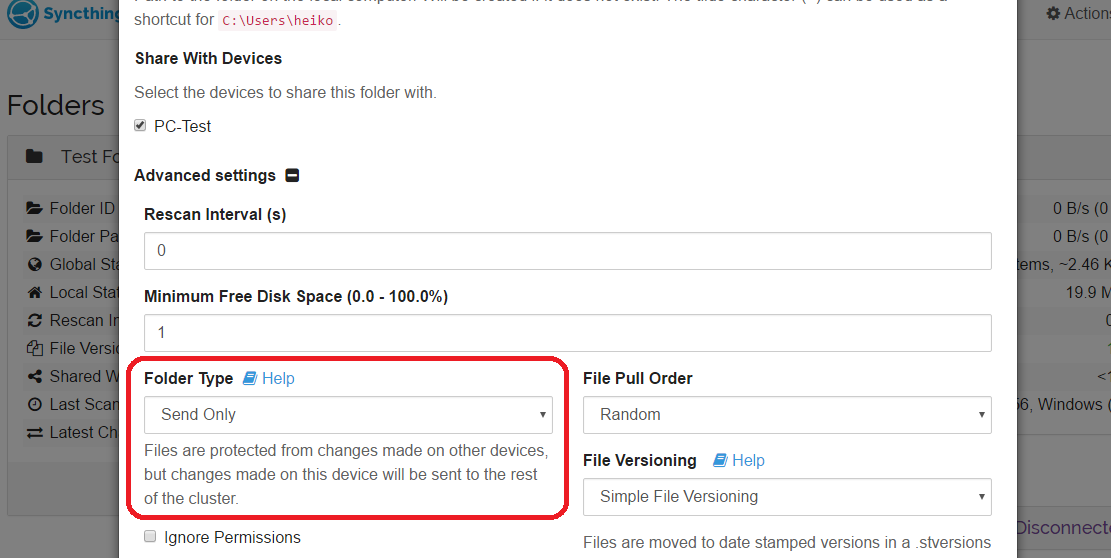 Syncthing
Actions
shortcut for C:\Users\heiko.
Share With Devices
Select the devices to share this folder with.
PC-Test
Folders
Test Fo
Advanced settings
Folder ID
0 B/s (0
Rescan Interval (s)
Folder Pa
0 B/s (0
0
Global Sta
tems, ~2.46 K
Local Stat
19.9 M
Minimum Free Disk Space (0.0 - 100.0%)
Rescan In
1
File Versio
Folder Type Help
File Pull Order
Shared W
<1
Last Scan
56, Windows (
Send Only
Random
Latest Ch
Files are protected from changes made on other devices,
but changes made on this device will be sent to the rest
of the cluster.
File Versioning Help
Simple File Versioning
Ignore Permissions
Disconnecte
Files are moved to date stamped versions in a .stversions